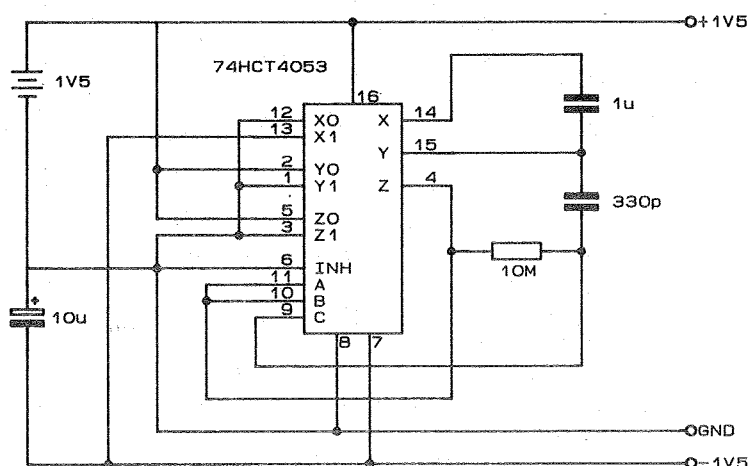 +1V5
74HCT4053
1V5
16
12 X0 X 14
13 X1
1u
Y 15
2 Y0
1 Y1 Z 4
330p
5 Z0
3 Z1
6 INH
10M
11 A
10 B
9 C
+
10u
8 7
GND
-1V5